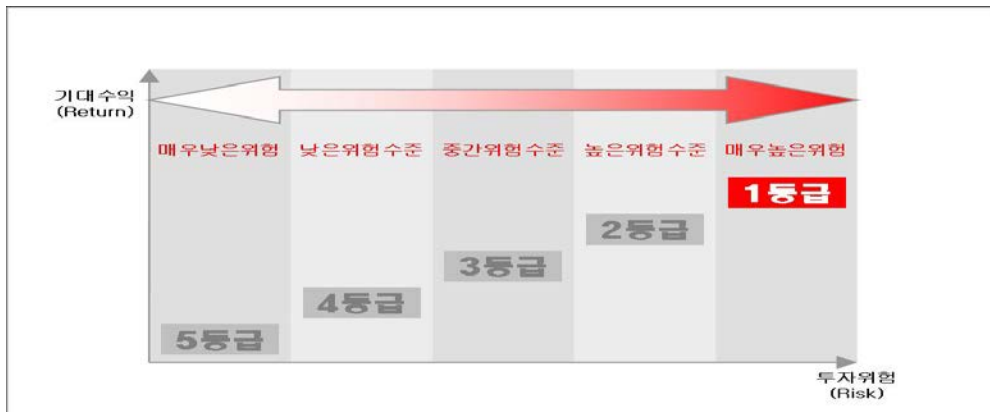 기대수익
(Return)
매우낮은위험 낮은위험수준 중간위험수준 높은위험수준 매우높은위험
1등급
2등급
3등급
4등급
5등급
투자위험
(Risk)